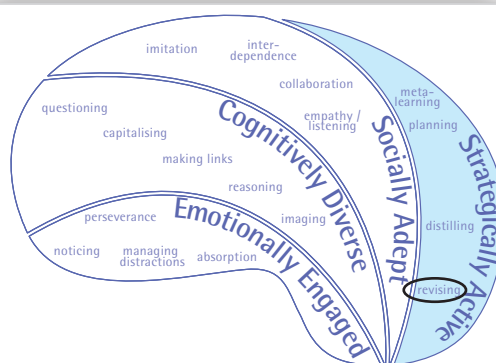 imitation
inter-
dependence
collaboration
empathy /
listening
Socially Adept
questioning
capitalising
making links
reasoning
imaging
Cognitively Diverse
perseverance
noticing
managing
distractions
absorption
Emotionally Engaged
meta-
learning
planning
distilling
revising
Strategically Active